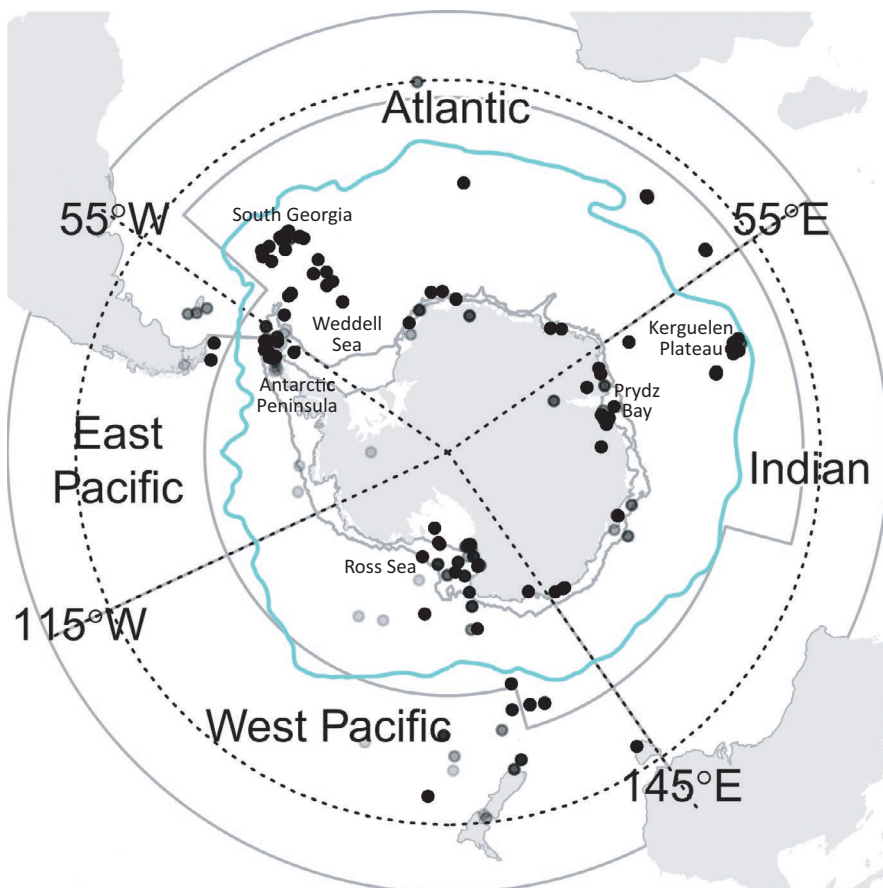 Atlantic
55°W
South Georgia
55°E
Weddell
Sea
Kerguelen
Plateau
Antarctic
Peninsula
Prydz
Bay
East
Pacific
Indian
Ross Sea
115°W
West Pacific
145°E